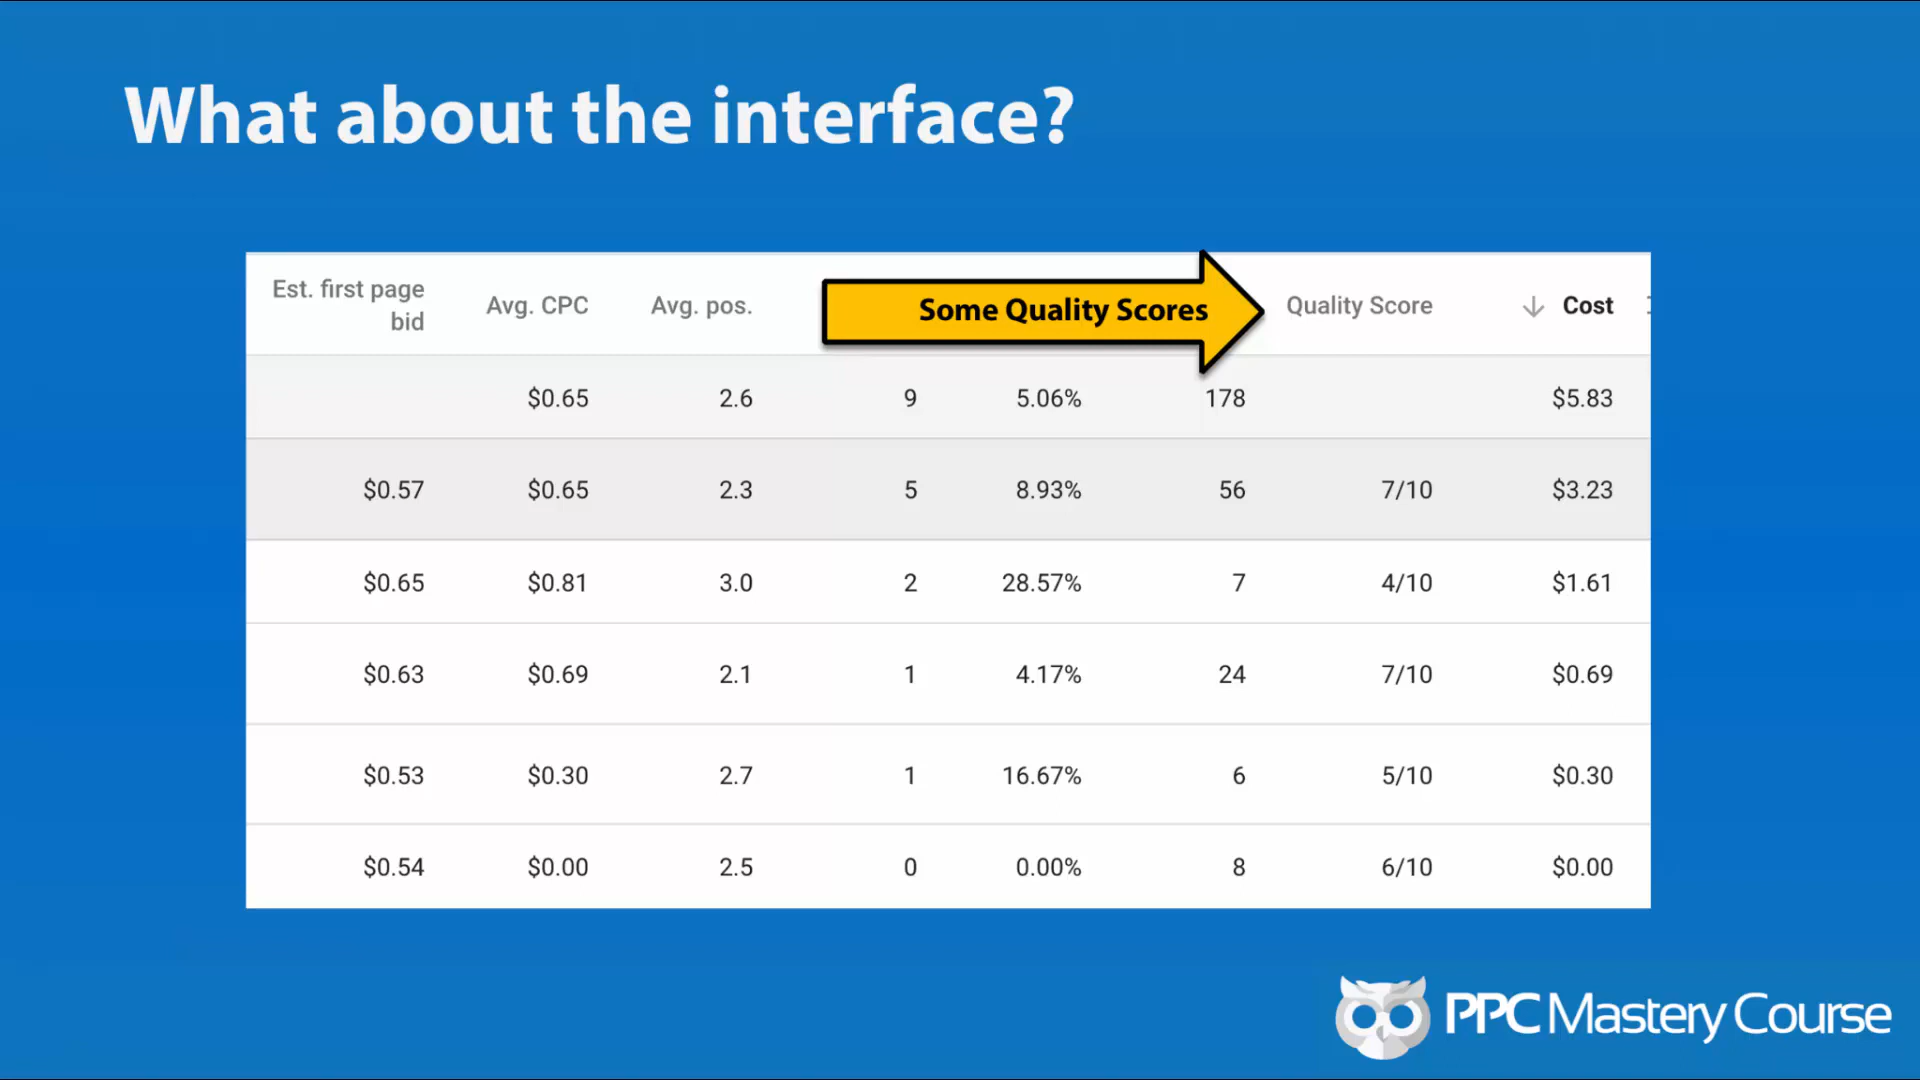 What about the interface?
Est. first page bid Avg. CPC Avg. pos. Some Quality Scores Quality Score ↓ Cost
$0.65 2.6 9 5.06% 178 $5.83
$0.57 $0.65 2.3 5 8.93% 56 7/10 $3.23
$0.65 $0.81 3.0 2 28.57% 7 4/10 $1.61
$0.63 $0.69 2.1 1 4.17% 24 7/10 $0.69
$0.53 $0.30 2.7 1 16.67% 6 5/10 $0.30
$0.54 $0.00 2.5 0 0.00% 8 6/10 $0.00
PPC Mastery Course